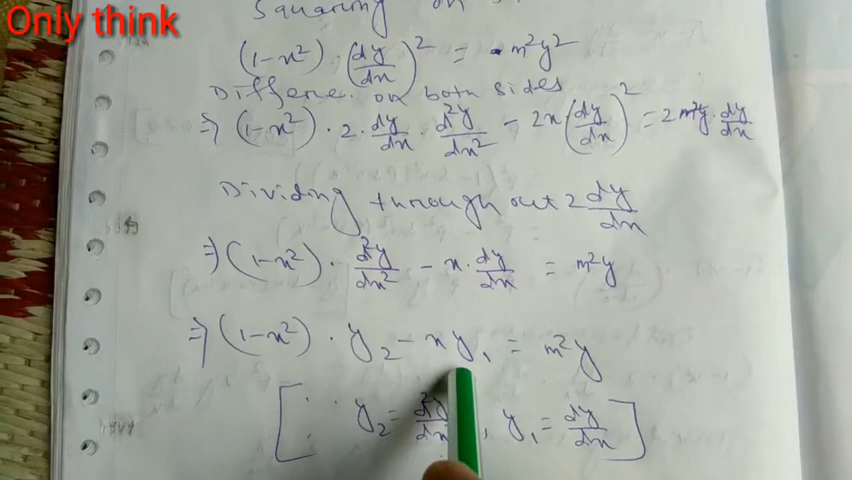 Only think
Squaring on
(1-x²) (dy/dx)² = m²y²
Differe. on both sides
⇒ (1-x²) · 2 · dy/dx · d²y/dx² - 2x (dy/dx)² = 2m²y · dy/dx
Dividing through out 2 dy/dx
⇒ (1-x²) · d²y/dx² - x · dy/dx = m²y
⇒ (1-x²) · y₂ - xy₁ = m²y
[∵ y₂ = d²y/dx², y₁ = dy/dx]